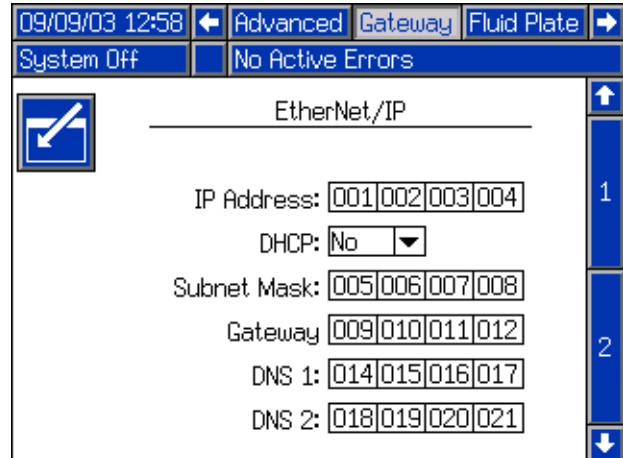 09/09/03 12:58 Advanced Gateway Fluid Plate
System Off No Active Errors
EtherNet/IP
IP Address: 001 002 003 004
1
DHCP: No
Subnet Mask: 005 006 007 008
Gateway 009 010 011 012
2
DNS 1: 014 015 016 017
DNS 2: 018 019 020 021